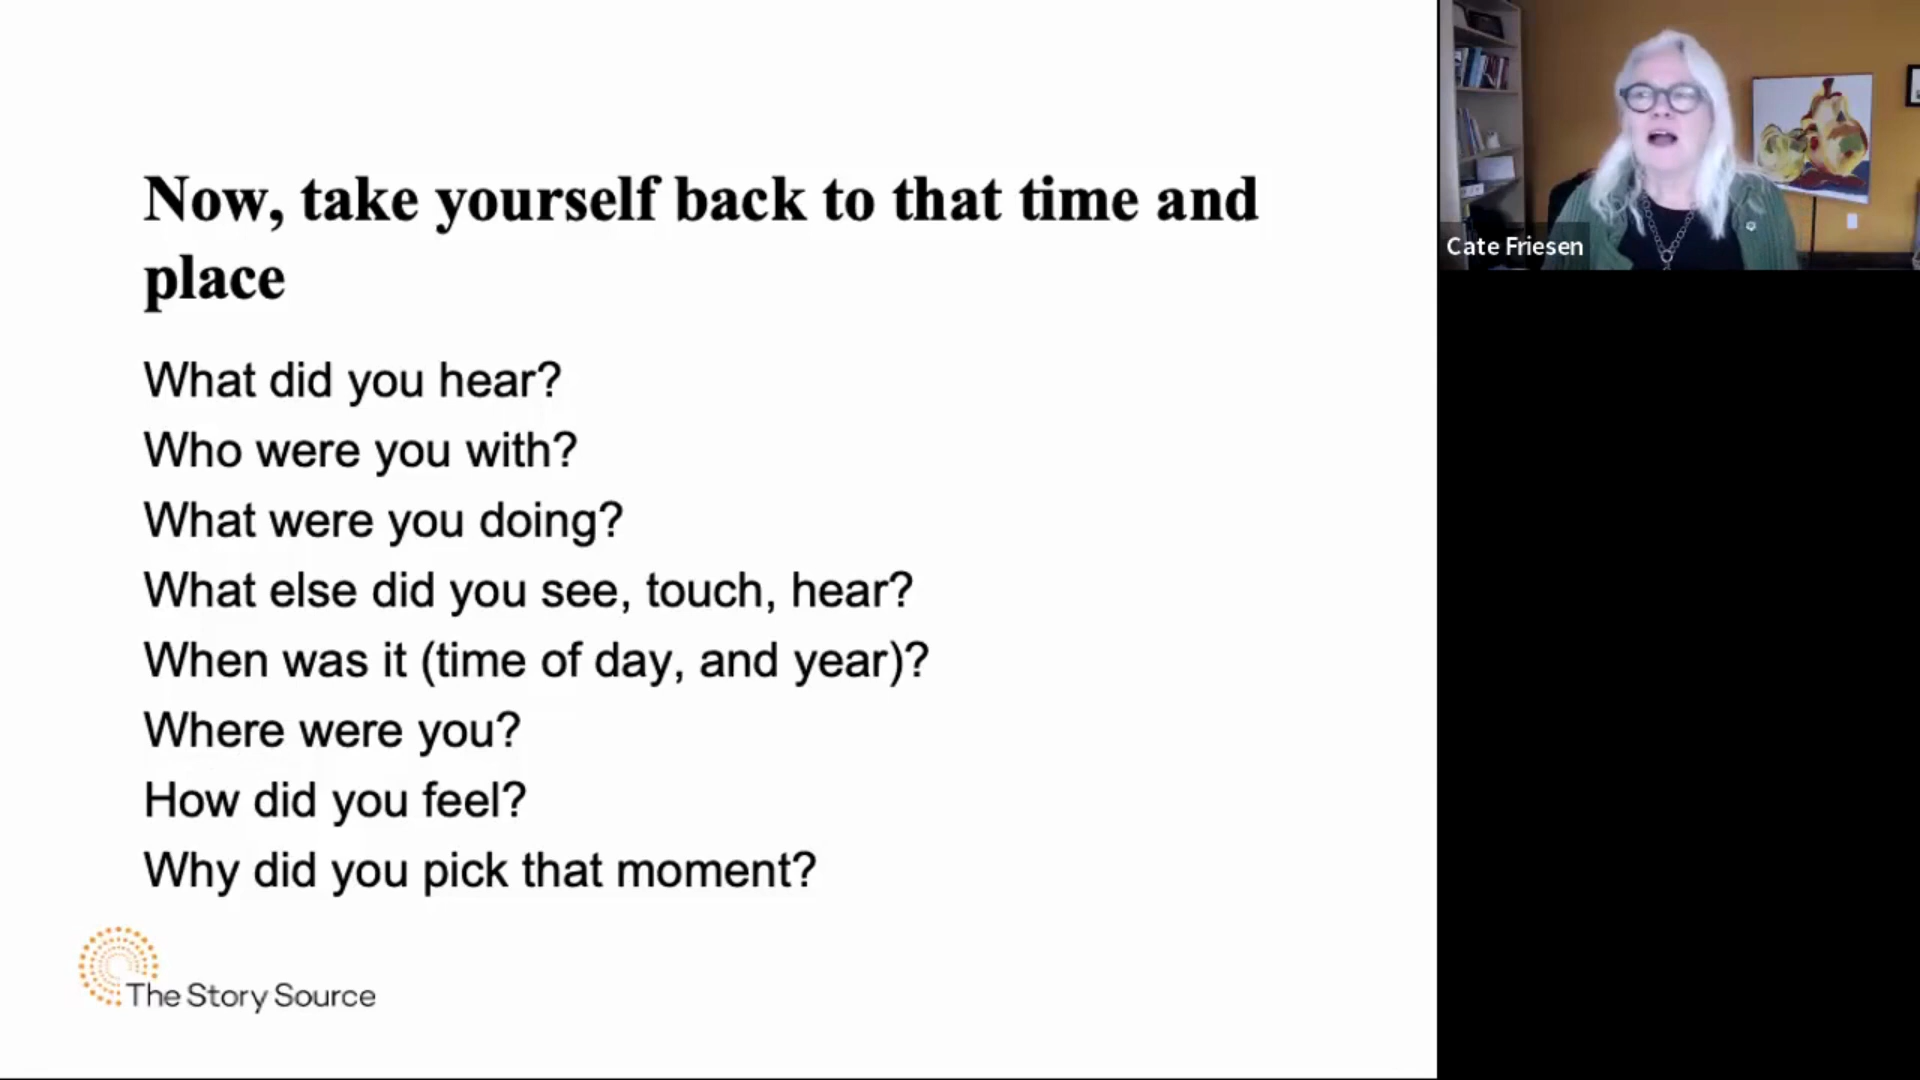 Now, take yourself back to that time and
place
What did you hear?
Who were you with?
What were you doing?
What else did you see, touch, hear?
When was it (time of day, and year)?
Where were you?
How did you feel?
Why did you pick that moment?
The Story Source
Cate Friesen